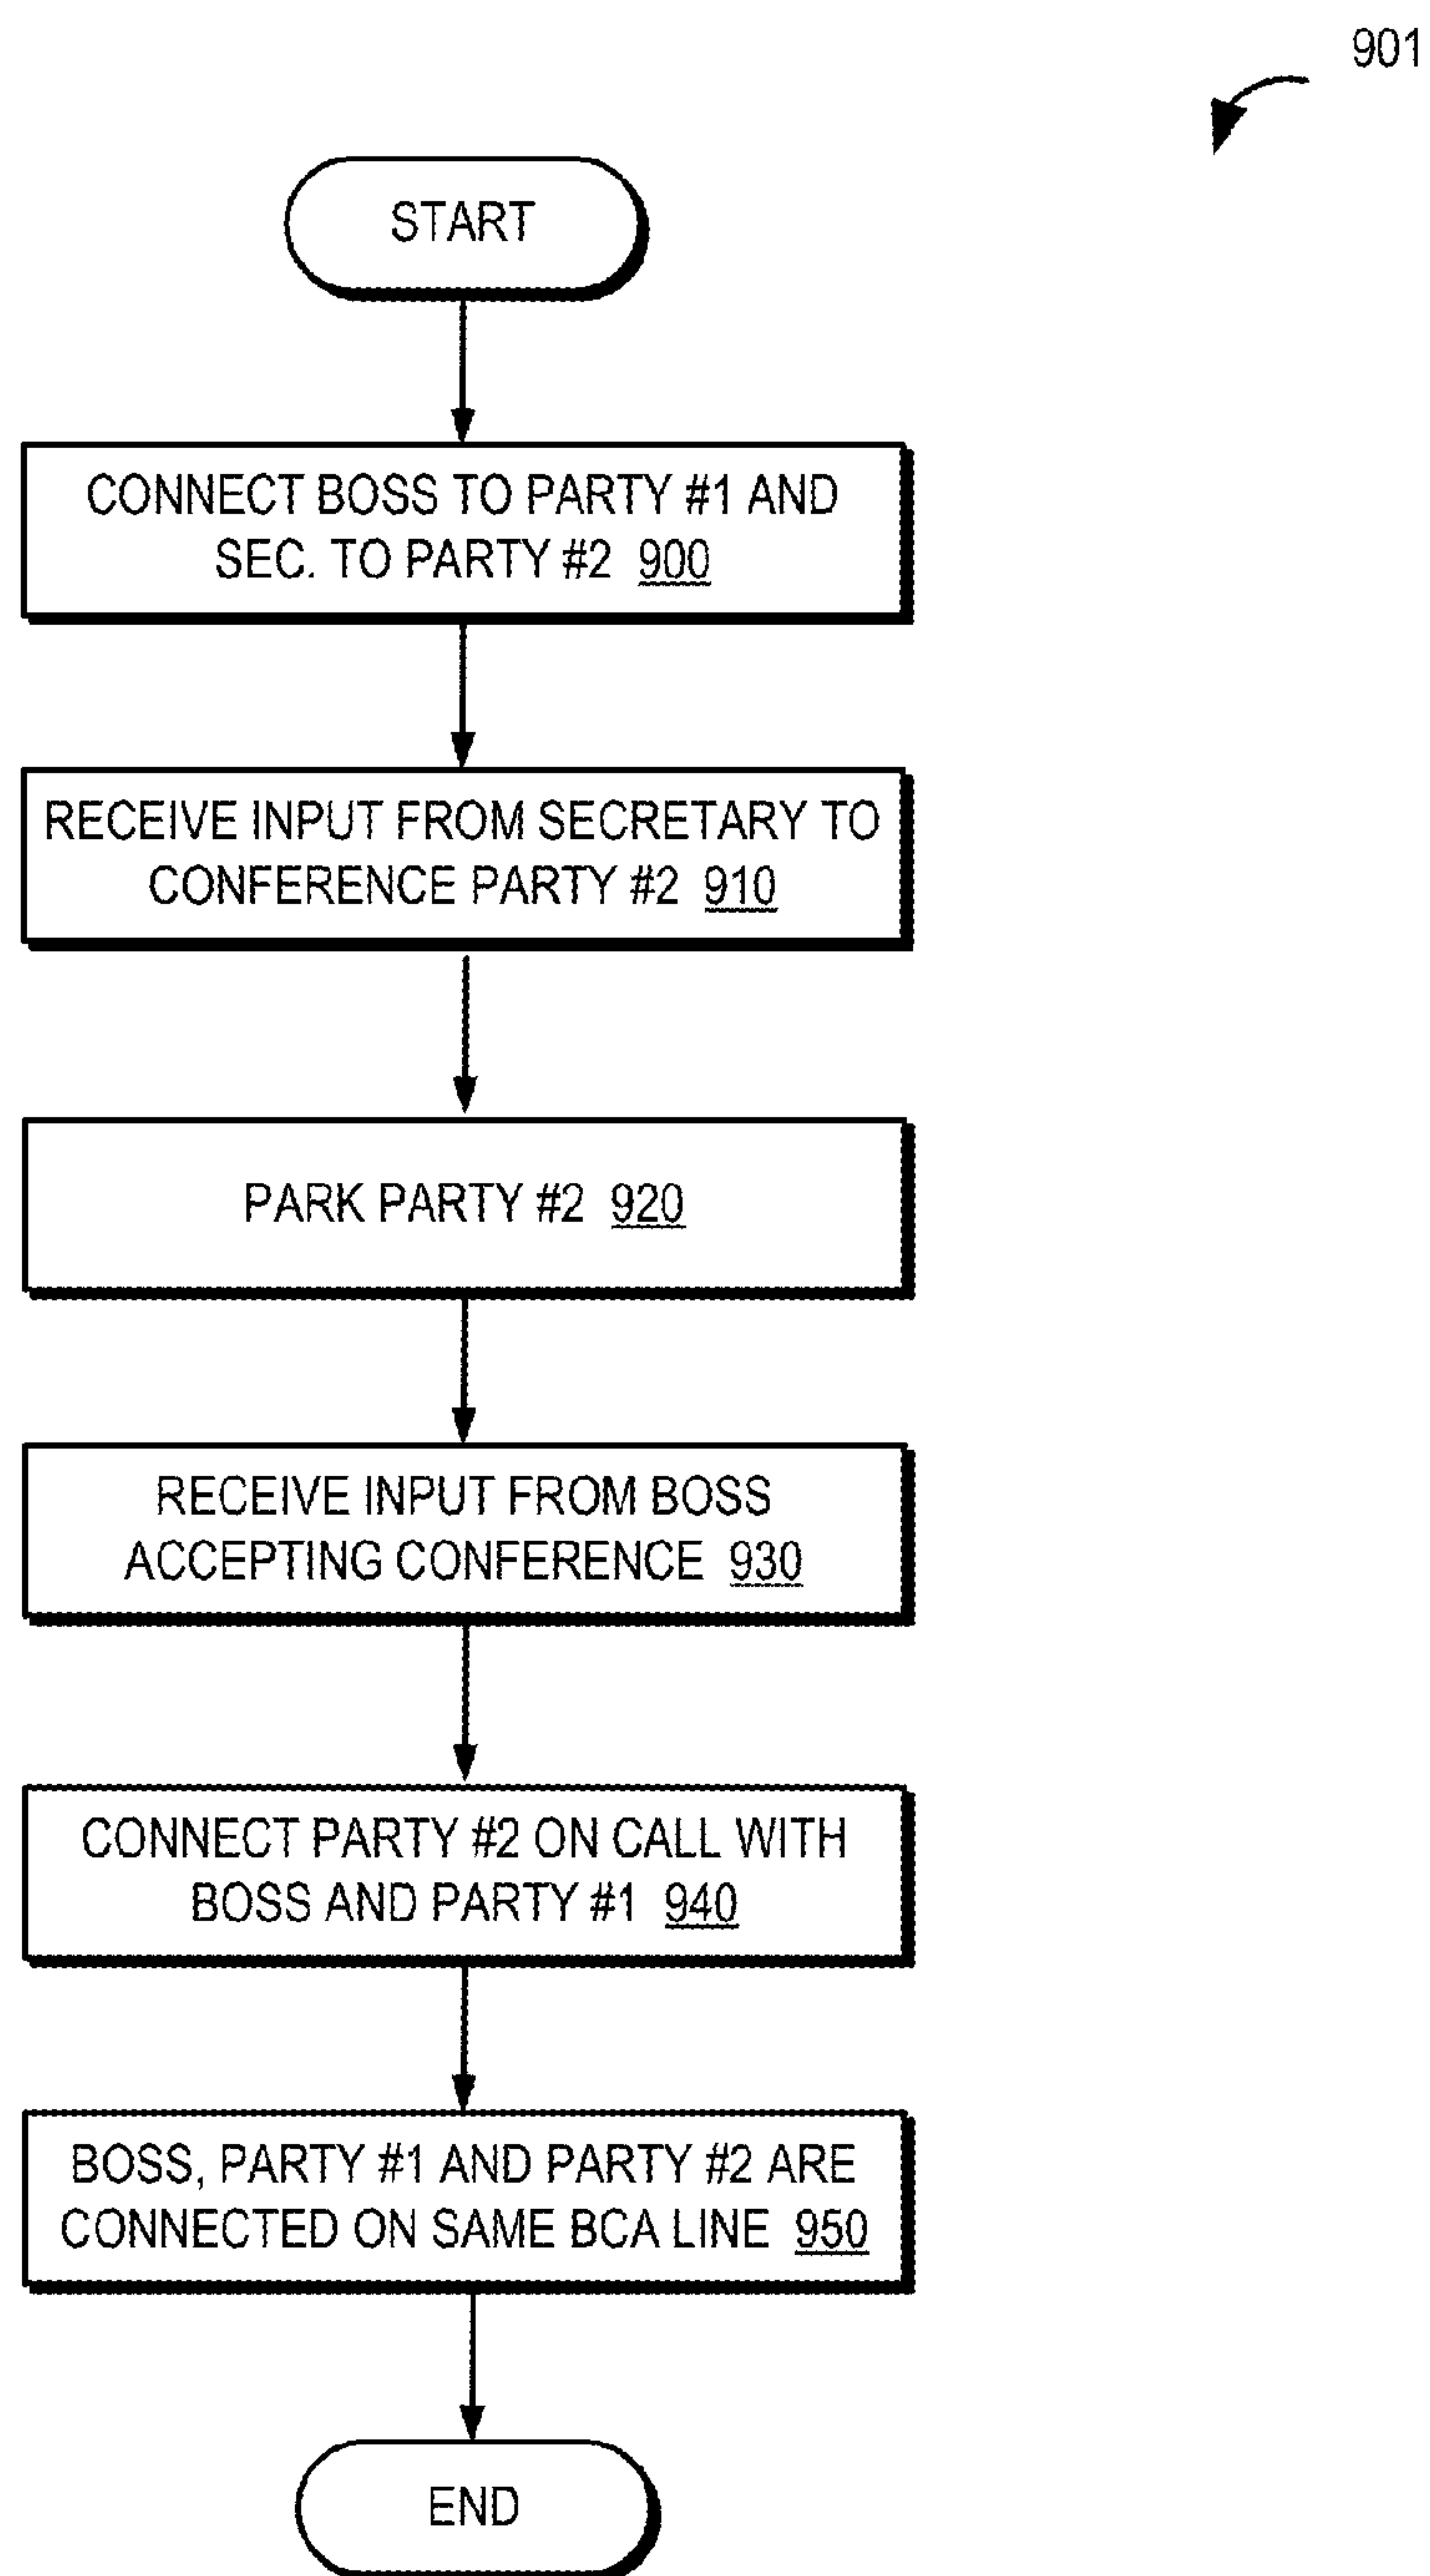 901
START
CONNECT BOSS TO PARTY #1 AND
SEC. TO PARTY #2 900
RECEIVE INPUT FROM SECRETARY TO
CONFERENCE PARTY #2 910
PARK PARTY #2 920
RECEIVE INPUT FROM BOSS
ACCEPTING CONFERENCE 930
CONNECT PARTY #2 ON CALL WITH
BOSS AND PARTY #1 940
BOSS, PARTY #1 AND PARTY #2 ARE
CONNECTED ON SAME BCA LINE 950
END